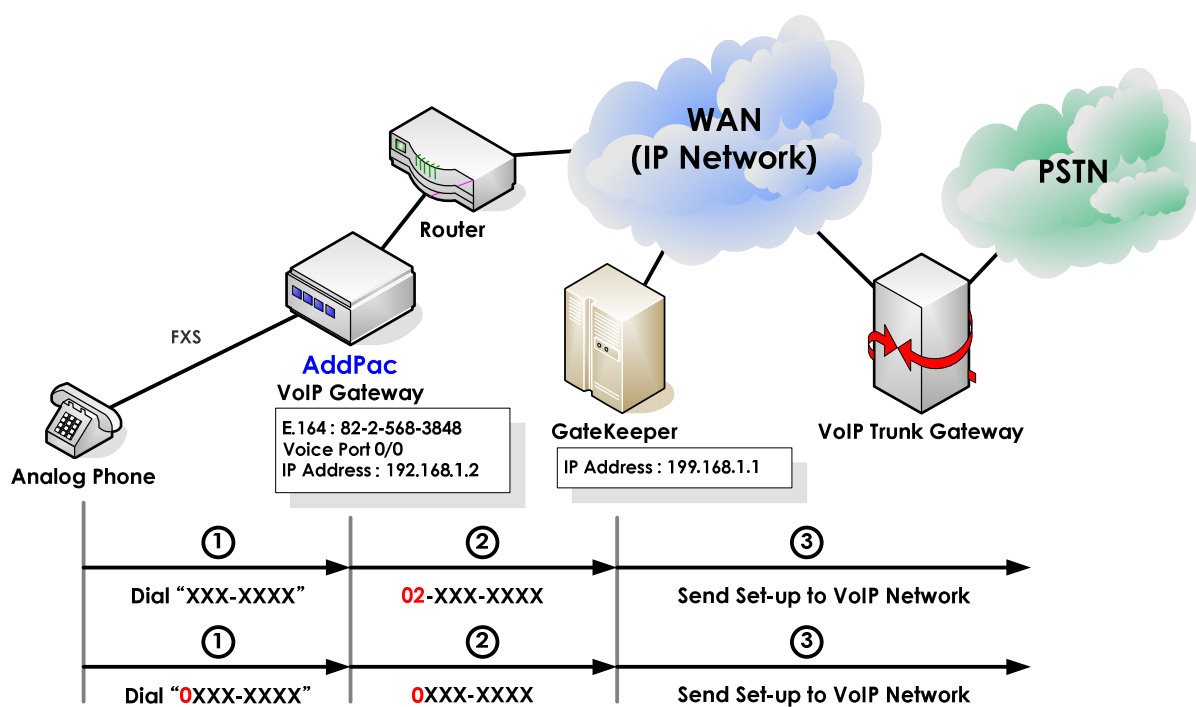 WAN
(IP Network)
PSTN
Router
FXS
AddPac
VoIP Gateway
E.164 : 82-2-568-3848
Voice Port 0/0
IP Address : 192.168.1.2
GateKeeper
IP Address : 199.168.1.1
VoIP Trunk Gateway
Analog Phone
1 2 3
Dial “XXX-XXXX” 02-XXX-XXXX Send Set-up to VoIP Network
1 2 3
Dial “0XXX-XXXX” 0XXX-XXXX Send Set-up to VoIP Network